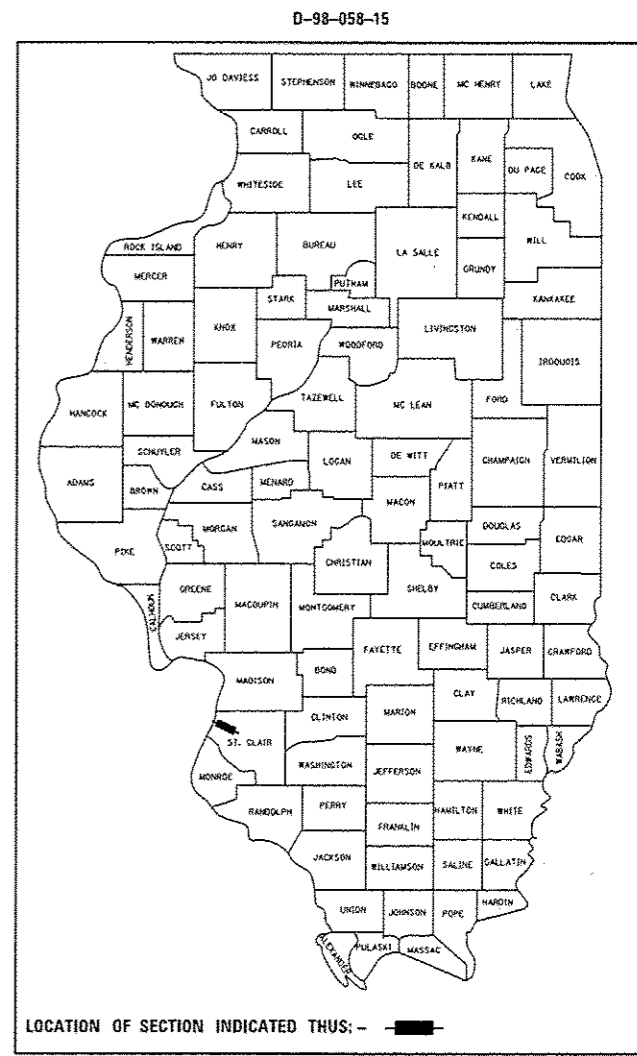 D-98-058-15
JO DAVIESS STEPHENSON WINNEBAGO BOONE MC HENRY LAKE
CARROLL OGLE
DE KALB KANE DU PAGE COOK
WHITESIDE LEE
KENDALL
ROCK ISLAND HENRY BUREAU LA SALLE WILL
MERCER GRUNDY
PUTNAM
STARK MARSHALL KANKAKEE
HENDERSON WARREN KNOX PEORIA WOODFORD LIVINGSTON IROQUOIS
HANCOCK MC DONOUGH FULTON TAZEWELL MC LEAN FORD
MASON
SCHUYLER LOGAN DE WITT CHAMPAIGN VERMILION
ADAMS BROWN CASS MENARD PIATT
MACON
PIKE SCOTT MORGAN SANGAMON MOULTRIE DOUGLAS EDGAR
CHRISTIAN COLES
CALHOUN GREENE MACOUPIN MONTGOMERY SHELBY CUMBERLAND CLARK
JERSEY
FAYETTE EFFINGHAM JASPER CRAWFORD
MADISON BOND
CLAY RICHLAND LAWRENCE
CLINTON MARION
ST. CLAIR WAYNE EDWARDS WABASH
MONROE WASHINGTON JEFFERSON
RANDOLPH PERRY HAMILTON WHITE
FRANKLIN
JACKSON WILLIAMSON SALINE GALLATIN
UNION JOHNSON POPE HARDIN
ALEXANDER PULASKI MASSAC
LOCATION OF SECTION INDICATED THUS: -